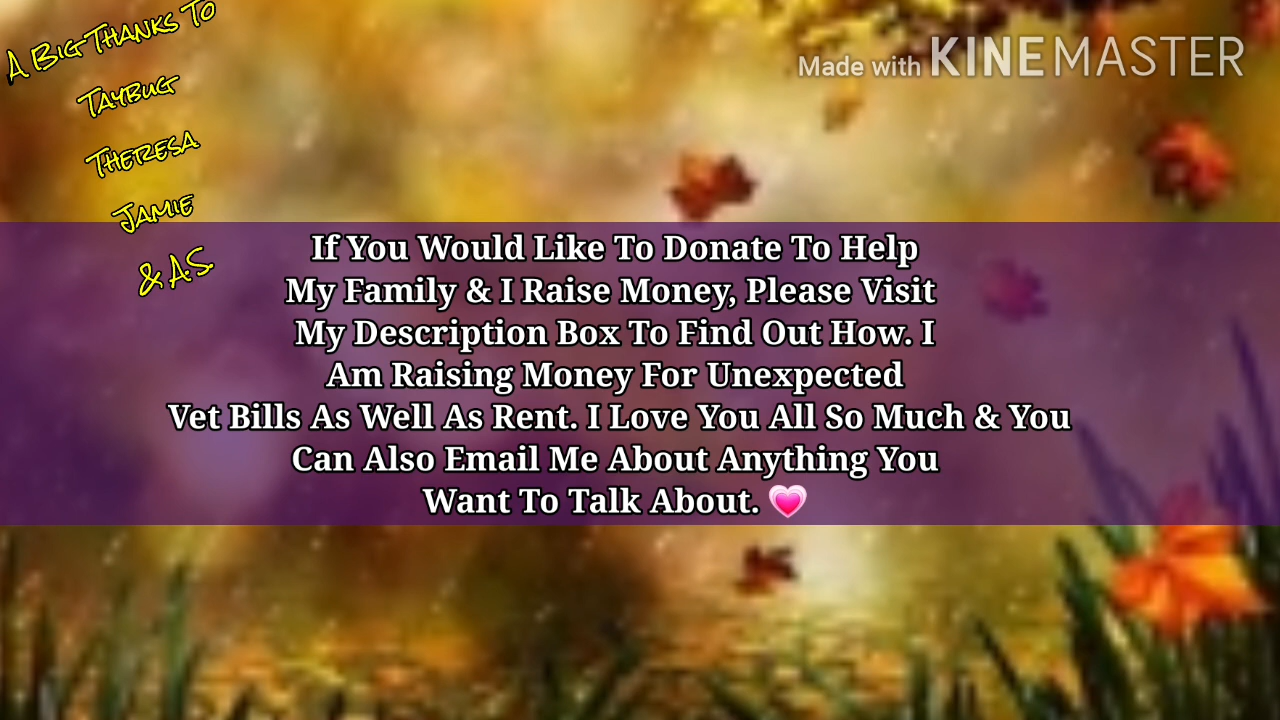 A Big Thanks To
Taybug
Theresa
Jamie
& A.S.
Made with KINEMASTER
If You Would Like To Donate To Help
My Family & I Raise Money, Please Visit
My Description Box To Find Out How. I
Am Raising Money For Unexpected
Vet Bills As Well As Rent. I Love You All So Much & You
Can Also Email Me About Anything You
Want To Talk About. 💗